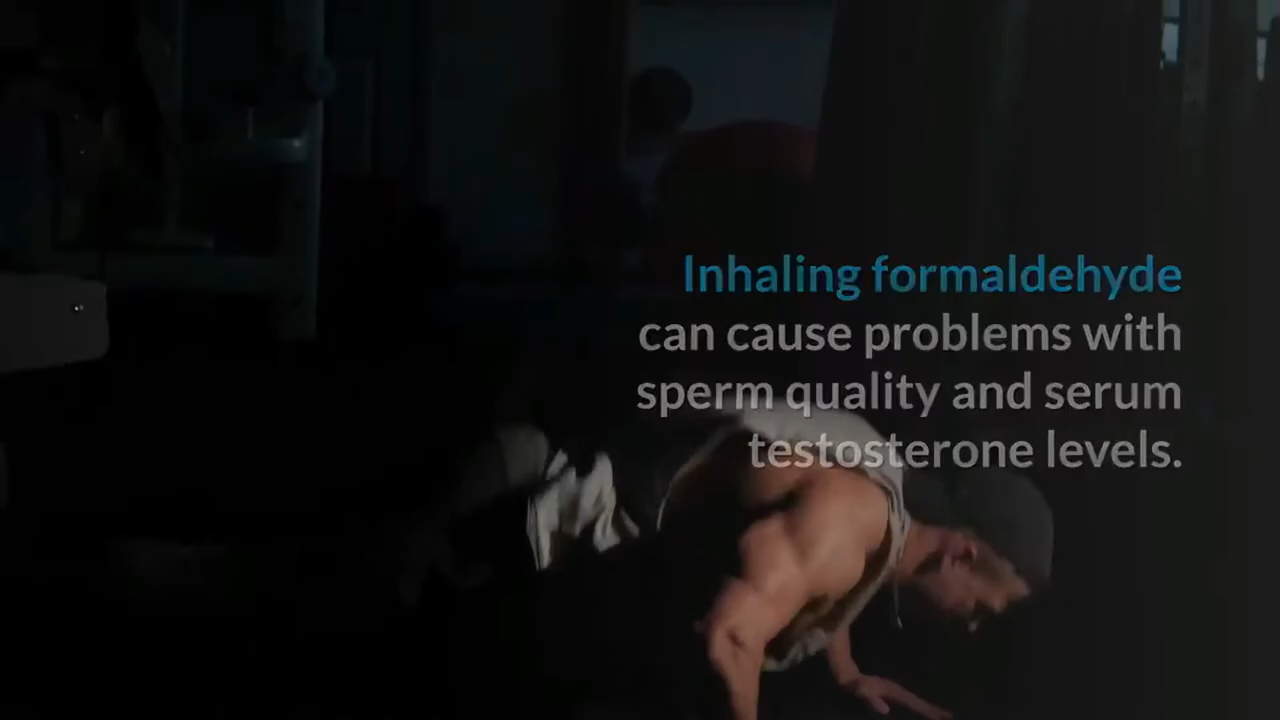 Inhaling formaldehyde
can cause problems with
sperm quality and serum
testosterone levels.